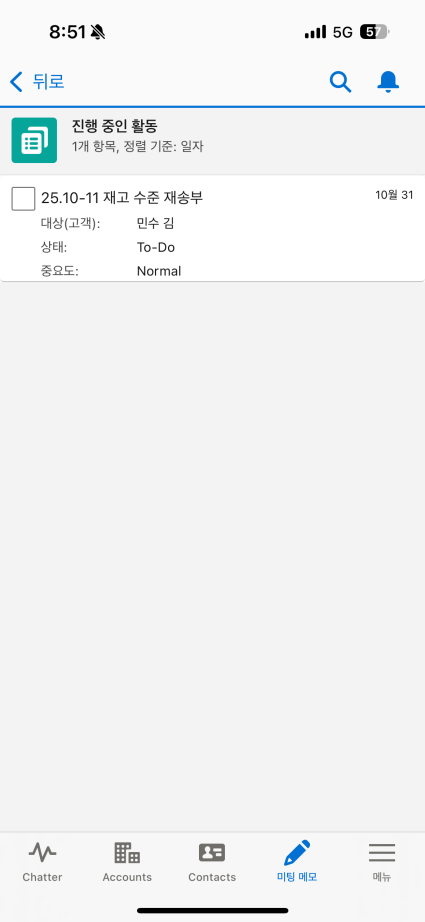 8:51
5G
57
뒤로
진행 중인 활동
1개 항목, 정렬 기준: 일자
25.10-11 재고 수준 재송부
10월 31
대상(고객): 민수 김
상태: To-Do
중요도: Normal
Chatter
Accounts
Contacts
미팅 메모
메뉴